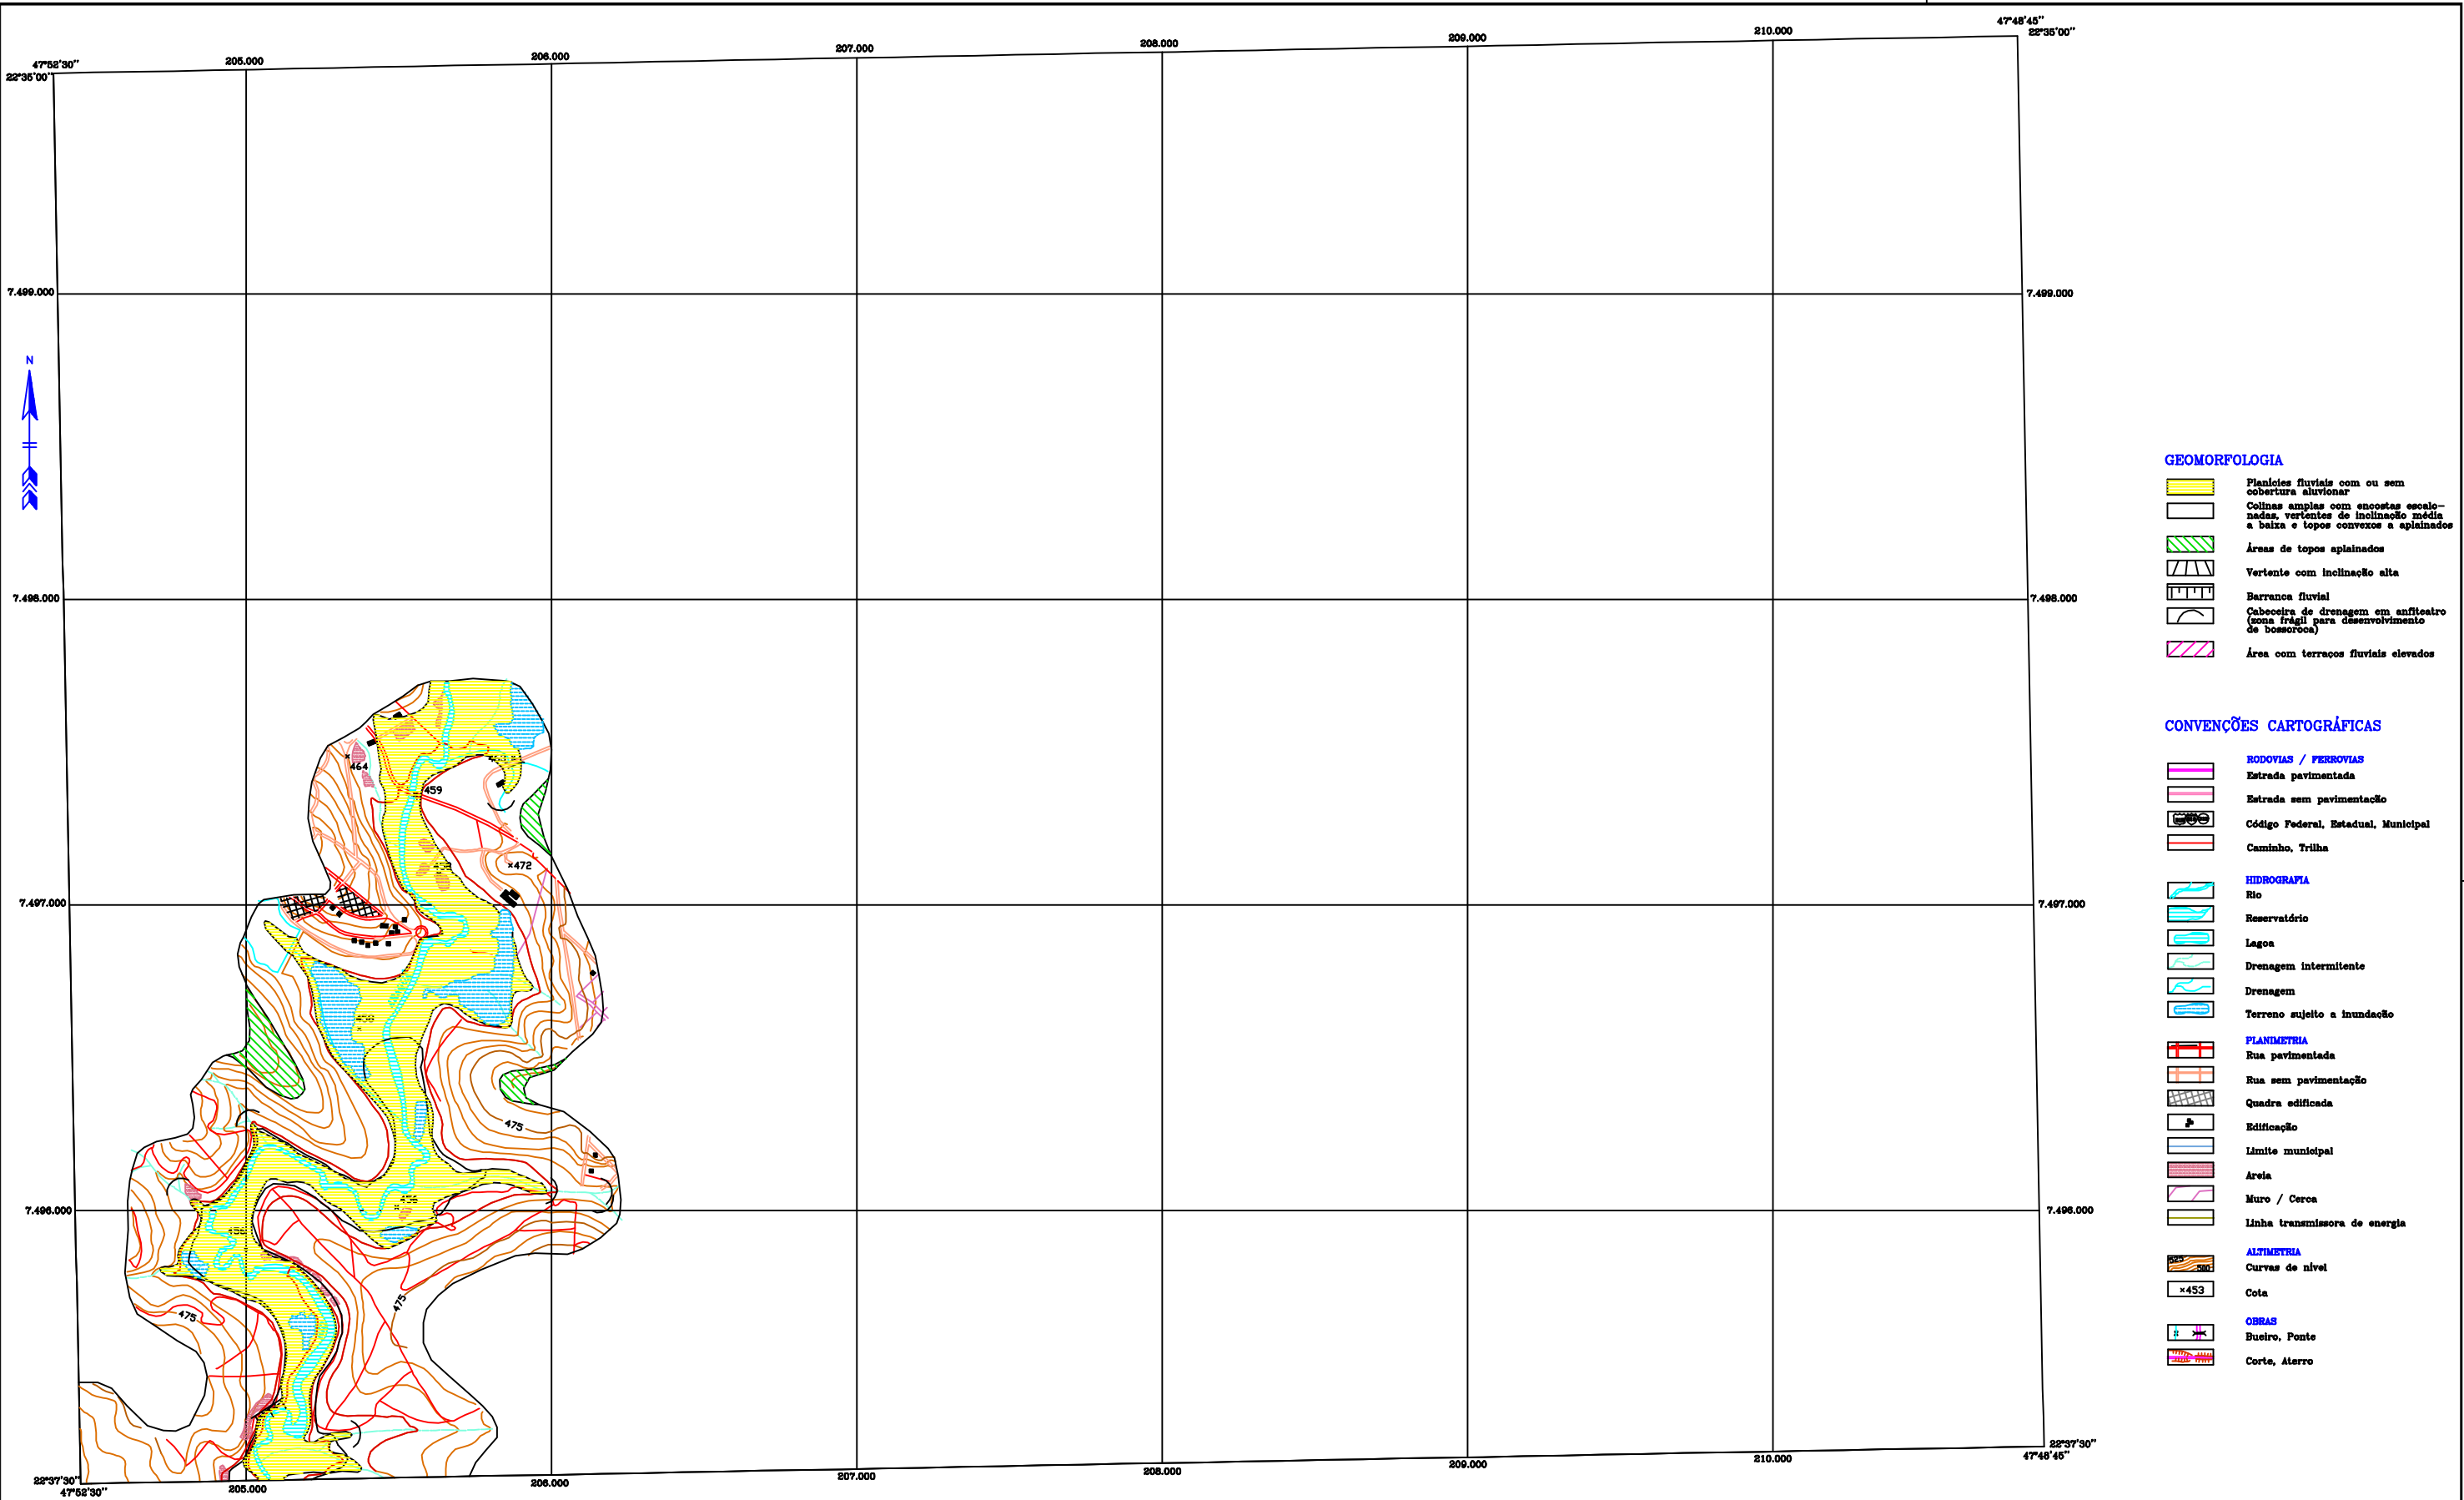 47°52'30"
22°35'00"
205.000
206.000
207.000
208.000
209.000
210.000
47°48'45"
22°35'00"
7.499.000
7.499.000
N
7.498.000
7.498.000
464
459
×472
7.497.000
7.497.000
475
456
7.496.000
7.496.000
475
475
22°37'30"
47°52'30"
205.000
206.000
207.000
208.000
209.000
210.000
22°37'30"
47°48'45"
GEOMORFOLOGIA
Planícies fluviais com ou sem
cobertura aluvionar
Colinas amplas com encostas escalo-
nadas, vertentes de inclinação média
a baixa e topos convexos a aplainados
Áreas de topos aplainados
Vertente com inclinação alta
Barranca fluvial
Cabeceira de drenagem em anfiteatro
(zona frágil para desenvolvimento
de bossoroca)
Área com terraços fluviais elevados
CONVENÇÕES CARTOGRÁFICAS
RODOVIAS / FERROVIAS
Estrada pavimentada
Estrada sem pavimentação
Código Federal, Estadual, Municipal
Caminho, Trilha
HIDROGRAFIA
Rio
Reservatório
Lagoa
Drenagem intermitente
Drenagem
Terreno sujeito a inundação
PLANIMETRIA
Rua pavimentada
Rua sem pavimentação
Quadra edificada
Edificação
Limite municipal
Areia
Muro / Cerca
Linha transmissora de energia
ALTIMETRIA
525
500
Curvas de nível
×453
Cota
OBRAS
Bueiro, Ponte
Corte, Aterro